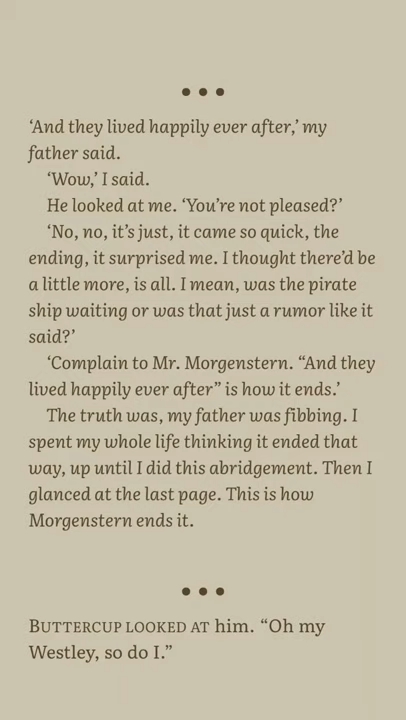 • • •
‘And they lived happily ever after,’ my
father said.
‘Wow,’ I said.
He looked at me. ‘You’re not pleased?’
‘No, no, it’s just, it came so quick, the
ending, it surprised me. I thought there’d be
a little more, is all. I mean, was the pirate
ship waiting or was that just a rumor like it
said?’
‘Complain to Mr. Morgenstern. “And they
lived happily ever after” is how it ends.’
The truth was, my father was fibbing. I
spent my whole life thinking it ended that
way, up until I did this abridgement. Then I
glanced at the last page. This is how
Morgenstern ends it.
• • •
BUTTERCUP LOOKED AT him. “Oh my
Westley, so do I.”